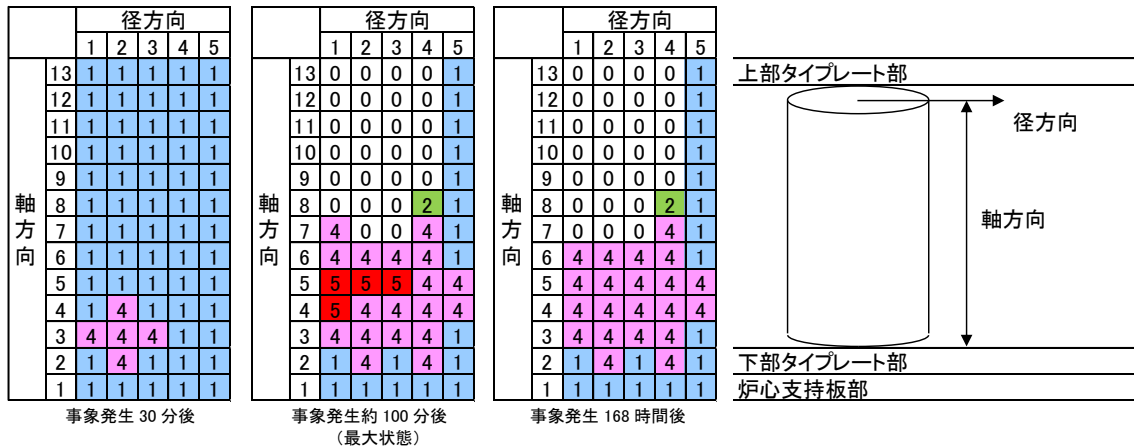 径方向
1 2 3 4 5
軸方向
13 1 1 1 1 1
12 1 1 1 1 1
11 1 1 1 1 1
10 1 1 1 1 1
9 1 1 1 1 1
8 1 1 1 1 1
7 1 1 1 1 1
6 1 1 1 1 1
5 1 1 1 1 1
4 1 4 1 1 1
3 4 4 4 1 1
2 1 4 1 1 1
1 1 1 1 1 1
事象発生 30 分後
径方向
1 2 3 4 5
軸方向
13 0 0 0 0 1
12 0 0 0 0 1
11 0 0 0 0 1
10 0 0 0 0 1
9 0 0 0 0 1
8 0 0 0 2 1
7 4 0 0 4 1
6 4 4 4 4 1
5 5 5 5 4 4
4 5 4 4 4 4
3 4 4 4 4 1
2 1 4 1 4 1
1 1 1 1 1 1
事象発生約 100 分後
(最大状態)
径方向
1 2 3 4 5
軸方向
13 0 0 0 0 1
12 0 0 0 0 1
11 0 0 0 0 1
10 0 0 0 0 1
9 0 0 0 0 1
8 0 0 0 2 1
7 0 0 0 4 1
6 4 4 4 4 1
5 4 4 4 4 4
4 4 4 4 4 4
3 4 4 4 4 1
2 1 4 1 4 1
1 1 1 1 1 1
事象発生 168 時間後
上部タイプレート部
径方向
軸方向
下部タイプレート部
炉心支持板部